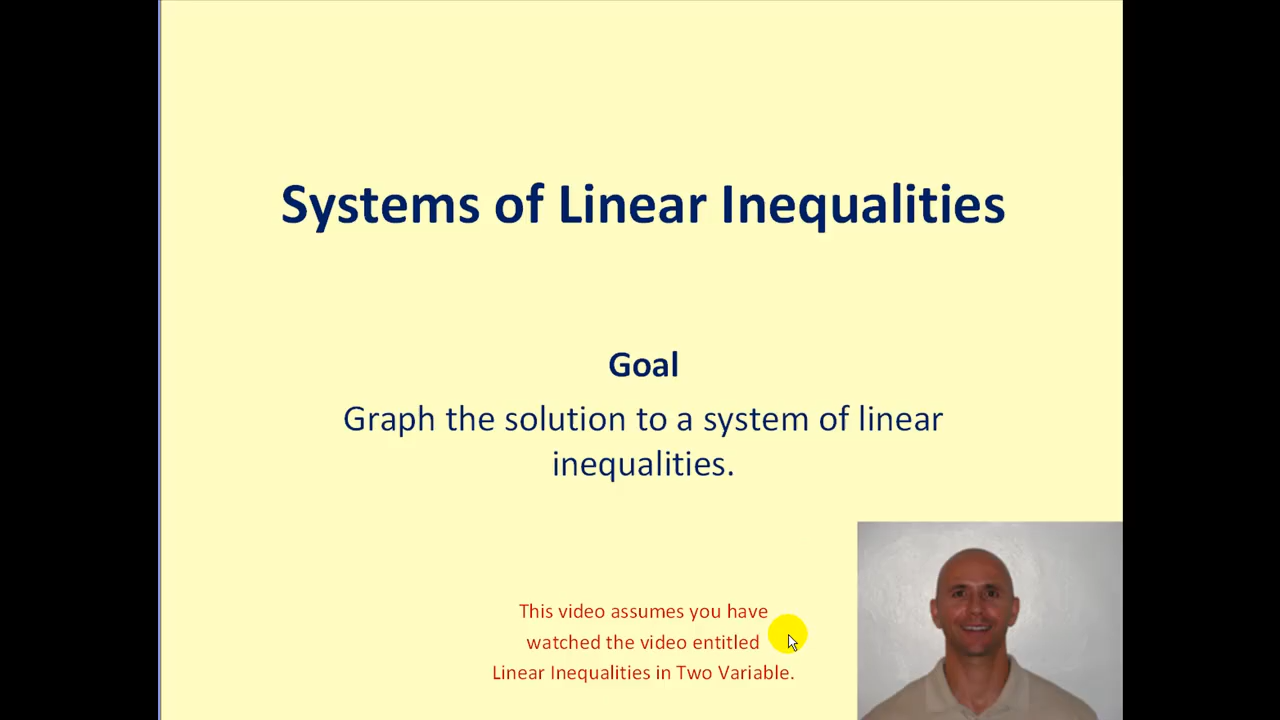 Systems of Linear Inequalities
Goal
Graph the solution to a system of linear
inequalities.
This video assumes you have
watched the video entitled
Linear Inequalities in Two Variable.